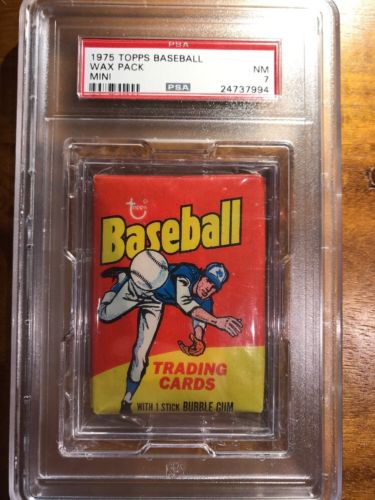 PSA
1975 TOPPS BASEBALL
WAX PACK NM
MINI PSA 7
24737994
topps
Baseball
TRADING
CARDS
WITH 1 STICK BUBBLE GUM